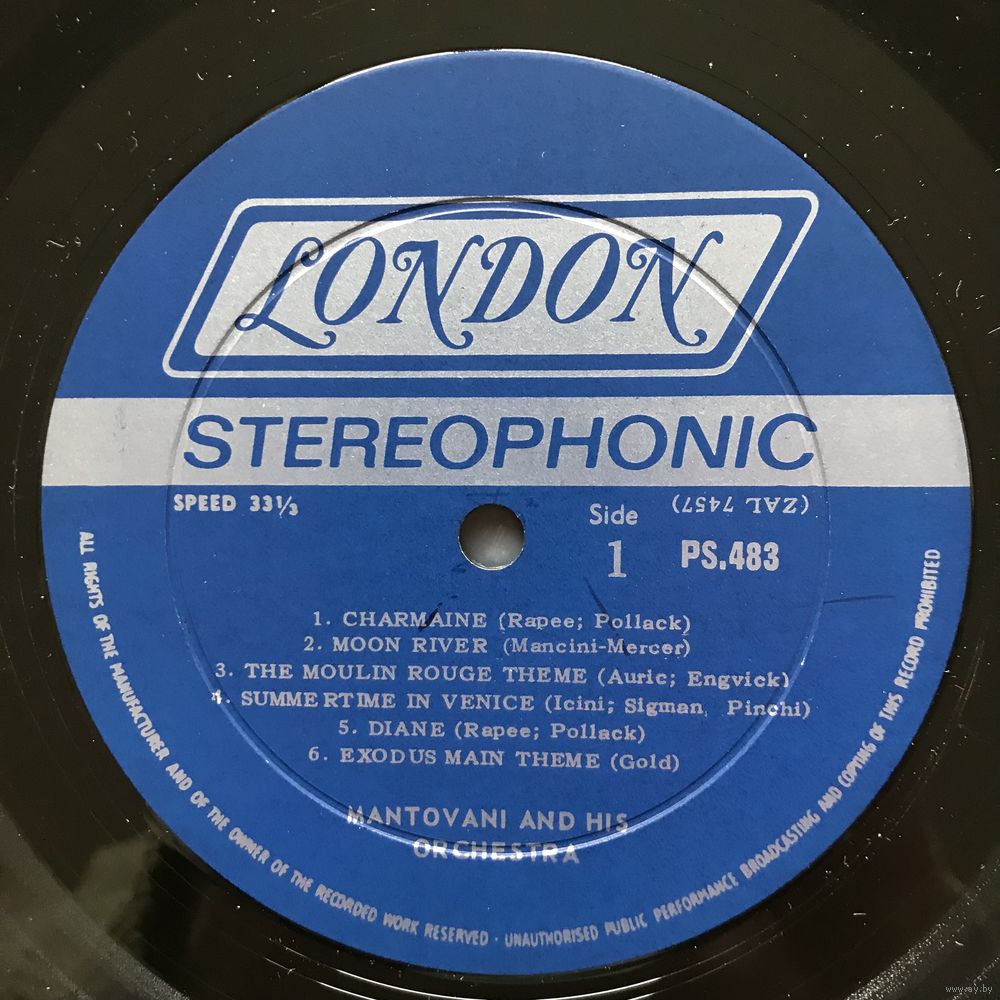 LONDON
STEREOPHONIC
SPEED 33⅓
Side
1
(ZAL 7457)
PS.483
1. CHARMAINE (Rapee; Pollack)
2. MOON RIVER (Mancini-Mercer)
3. THE MOULIN ROUGE THEME (Auric; Engvick)
4. SUMMERTIME IN VENICE (Icini; Sigman, Pinchi)
5. DIANE (Rapee; Pollack)
6. EXODUS MAIN THEME (Gold)
MANTOVANI AND HIS
ORCHESTRA
ALL RIGHTS OF THE MANUFACTURER AND OF THE OWNER OF THE RECORDED WORK RESERVED · UNAUTHORISED PUBLIC PERFORMANCE BROADCASTING AND COPYING OF THIS RECORD PROHIBITED
www.ay.by